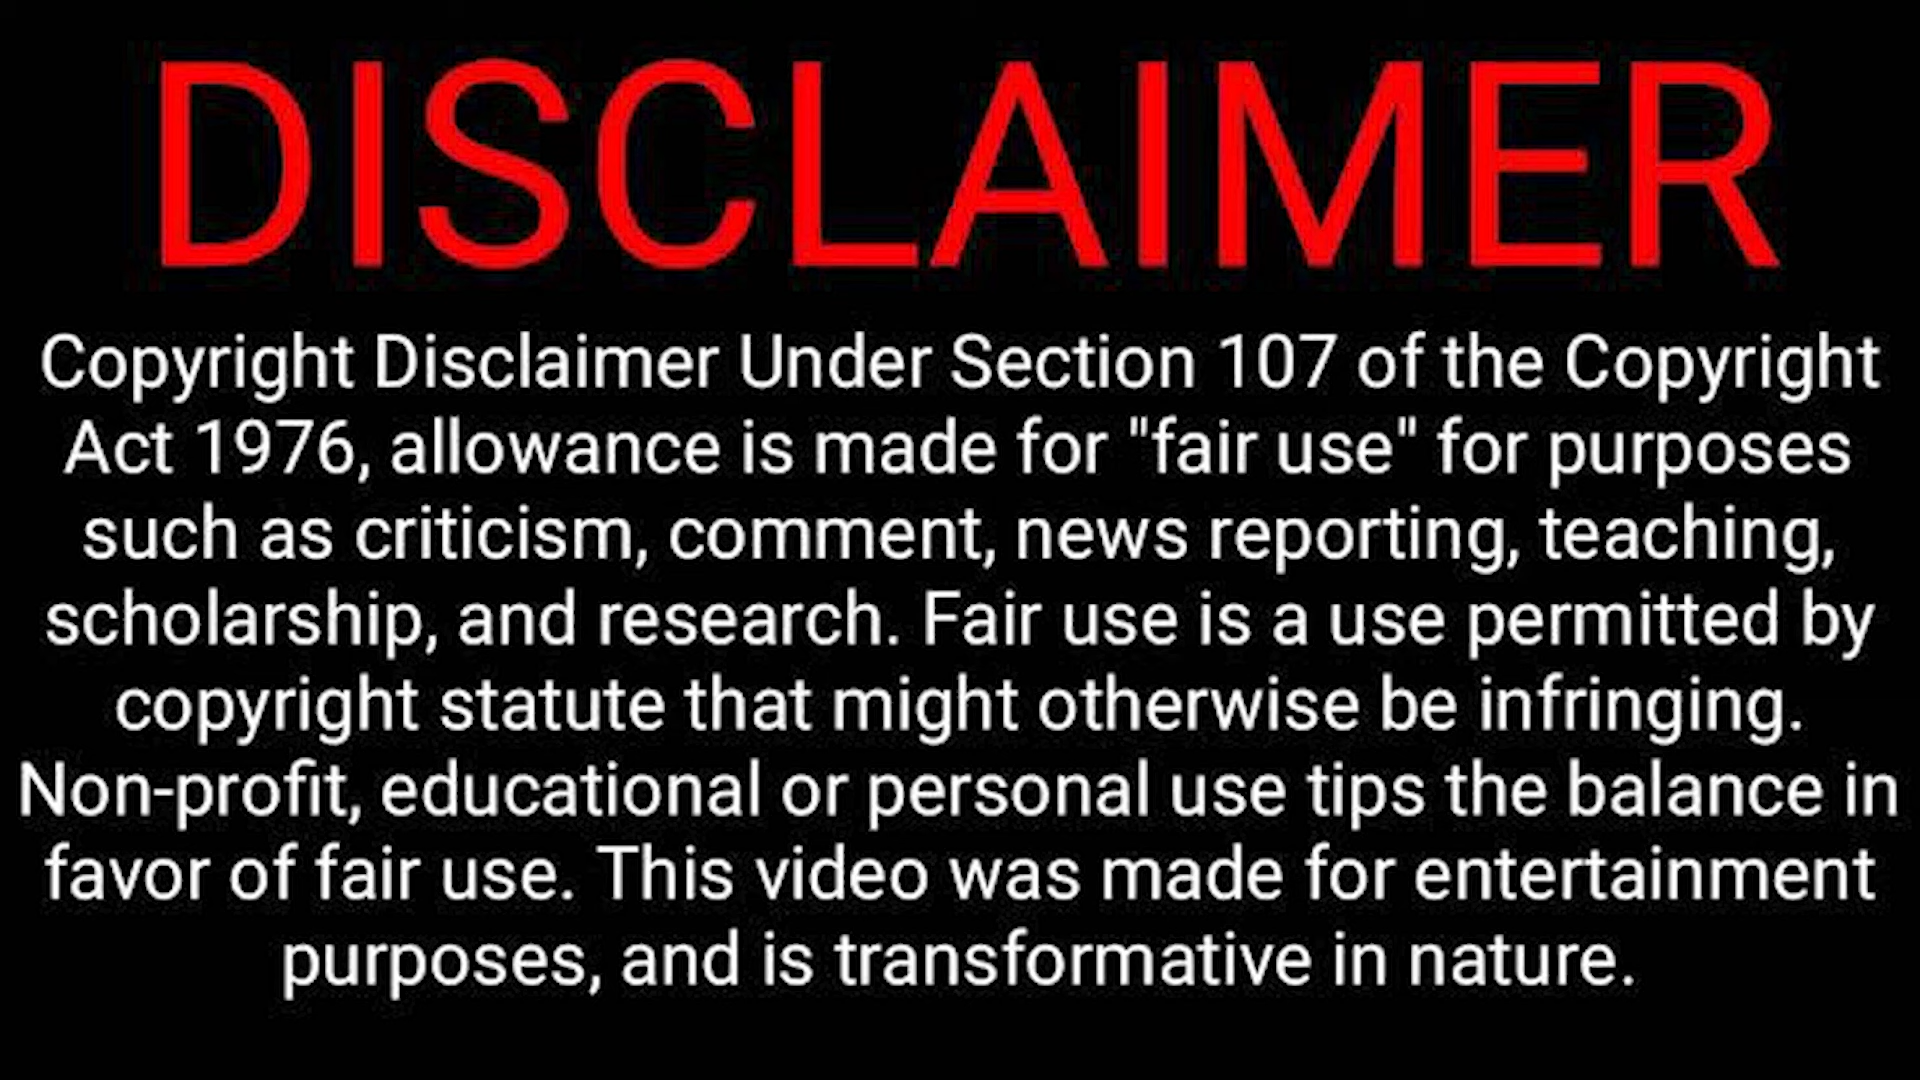 DISCLAIMER
Copyright Disclaimer Under Section 107 of the Copyright
Act 1976, allowance is made for "fair use" for purposes
such as criticism, comment, news reporting, teaching,
scholarship, and research. Fair use is a use permitted by
copyright statute that might otherwise be infringing.
Non-profit, educational or personal use tips the balance in
favor of fair use. This video was made for entertainment
purposes, and is transformative in nature.